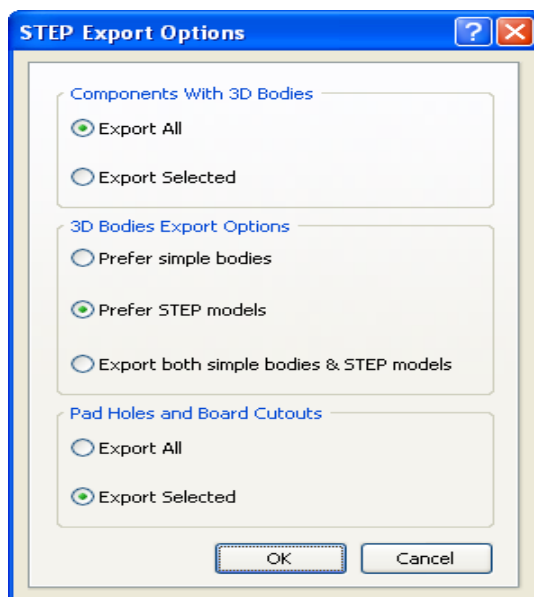 STEP Export Options
Components With 3D Bodies
Export All
Export Selected
3D Bodies Export Options
Prefer simple bodies
Prefer STEP models
Export both simple bodies & STEP models
Pad Holes and Board Cutouts
Export All
Export Selected
OK Cancel